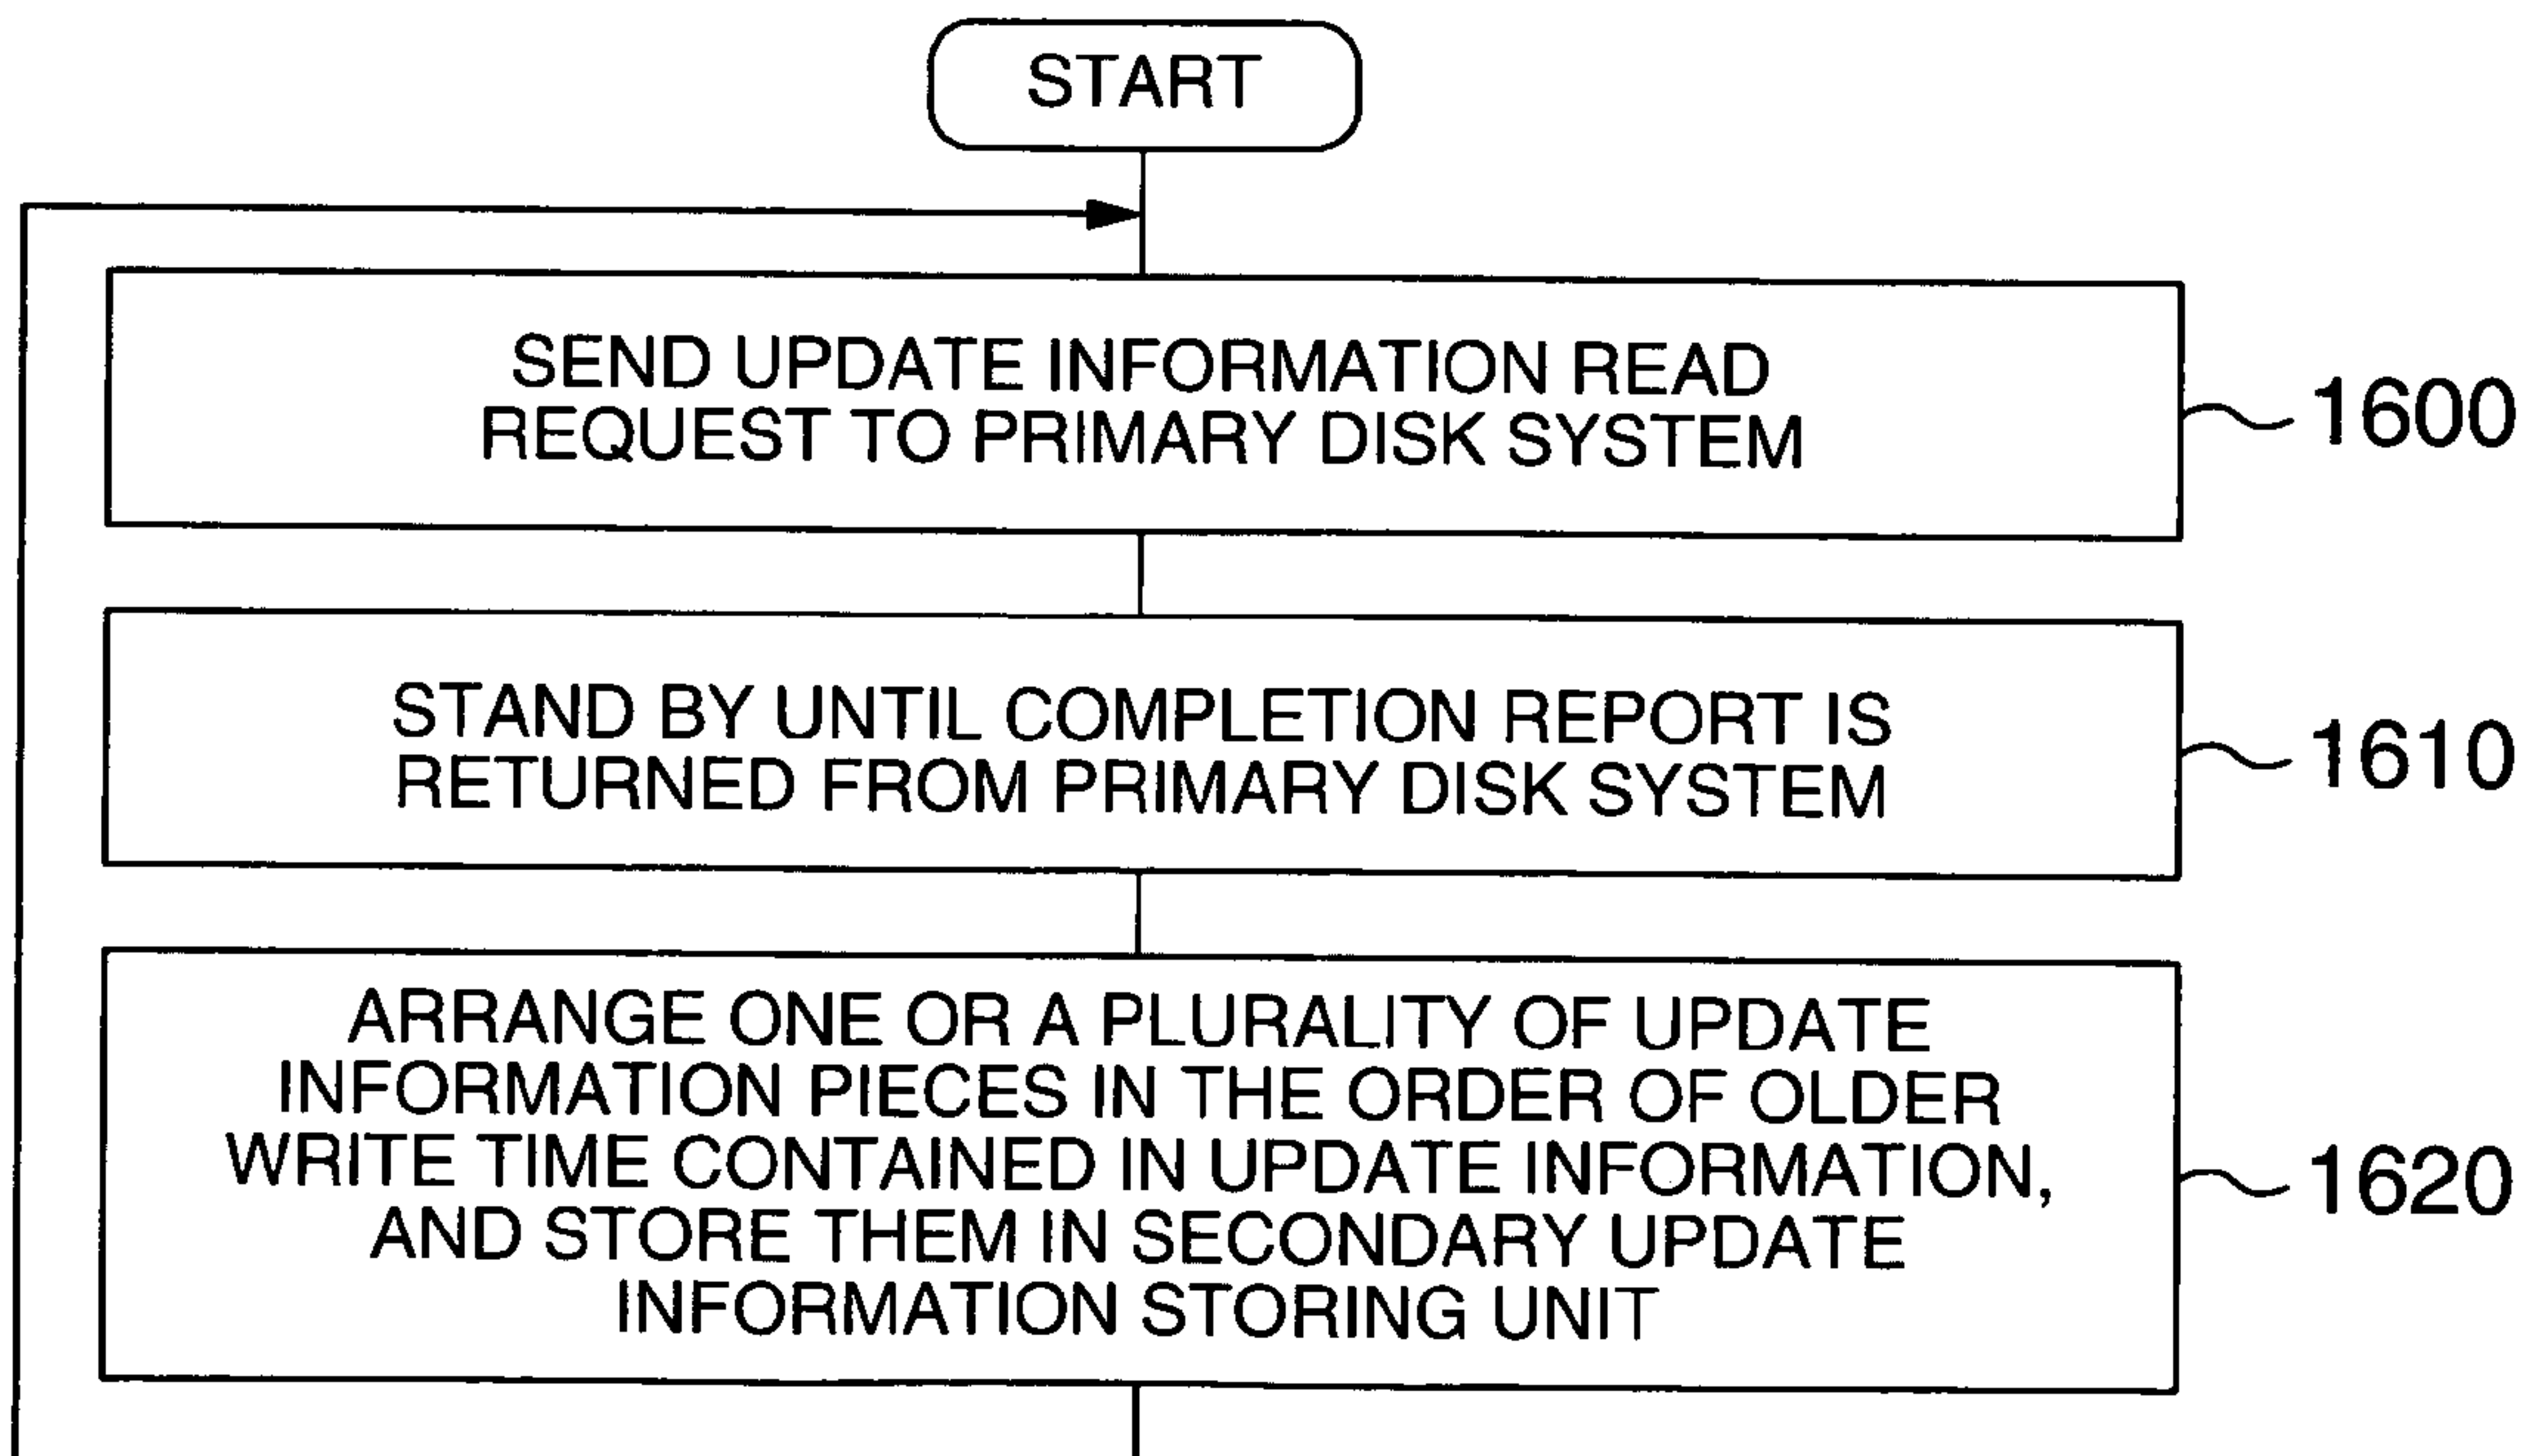 START
SEND UPDATE INFORMATION READ
REQUEST TO PRIMARY DISK SYSTEM
1600
STAND BY UNTIL COMPLETION REPORT IS
RETURNED FROM PRIMARY DISK SYSTEM
1610
ARRANGE ONE OR A PLURALITY OF UPDATE
INFORMATION PIECES IN THE ORDER OF OLDER
WRITE TIME CONTAINED IN UPDATE INFORMATION,
AND STORE THEM IN SECONDARY UPDATE
INFORMATION STORING UNIT
1620